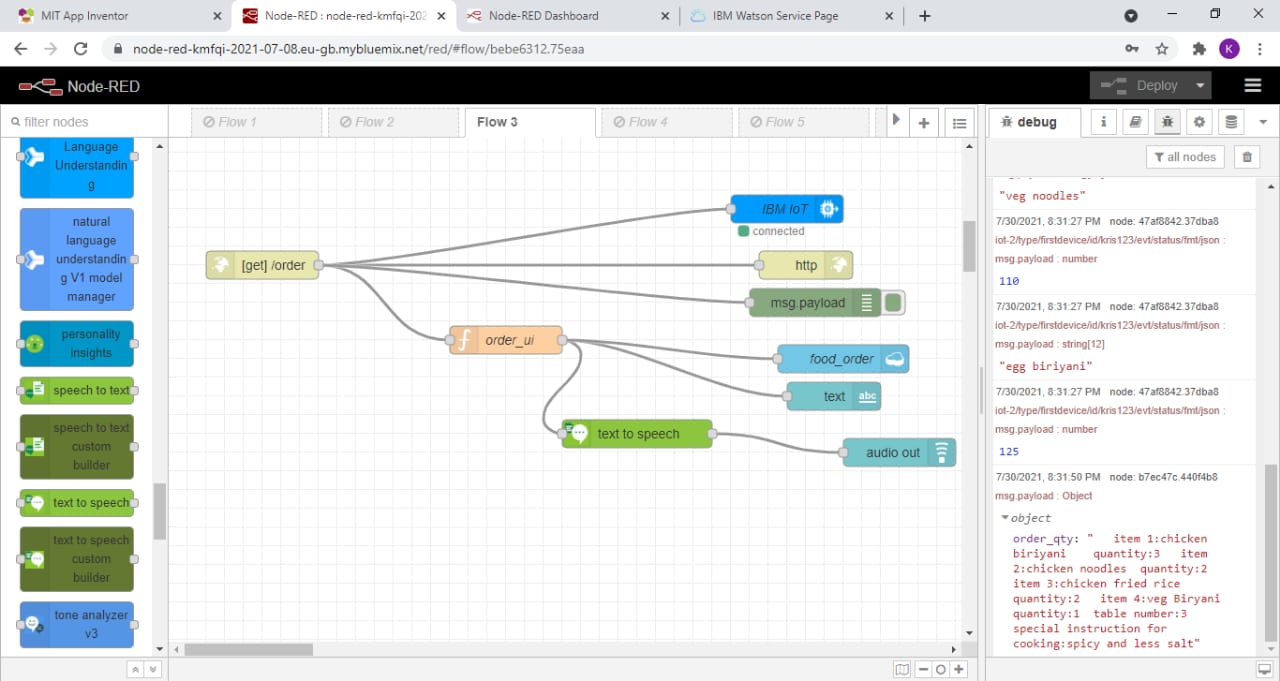 MIT App Inventor
Node-RED : node-red-kmfqi-202
Node-RED Dashboard
IBM Watson Service Page
node-red-kmfqi-2021-07-08.eu-gb.mybluemix.net/red/#flow/bebe6312.75eaa
K
Node-RED
Deploy
filter nodes
Flow 1
Flow 2
Flow 3
Flow 4
Flow 5
debug
i
all nodes
Language
Understandin
g
natural
language
understandin
g V1 model
manager
personality
insights
speech to text
speech to text
custom
builder
text to speech
text to speech
custom
builder
tone analyzer
v3
IBM IoT
connected
[get] /order
http
msg.payload
f
order_ui
food_order
text
abc
text to speech
audio out
"veg noodles"
7/30/2021, 8:31:27 PM node: 47af8842.37dba8
iot-2/type/firstdevice/id/kris123/evt/status/fmt/json :
msg.payload : number
110
7/30/2021, 8:31:27 PM node: 47af8842.37dba8
iot-2/type/firstdevice/id/kris123/evt/status/fmt/json :
msg.payload : string[12]
"egg biriyani"
7/30/2021, 8:31:27 PM node: 47af8842.37dba8
iot-2/type/firstdevice/id/kris123/evt/status/fmt/json :
msg.payload : number
125
7/30/2021, 8:31:50 PM node: b7ec47c.440f4b8
msg.payload : Object
object
order_qty: " item 1:chicken
biriyani quantity:3 item
2:chicken noodles quantity:2
item 3:chicken fried rice
quantity:2 item 4:veg Biryani
quantity:1 table number:3
special instruction for
cooking:spicy and less salt"